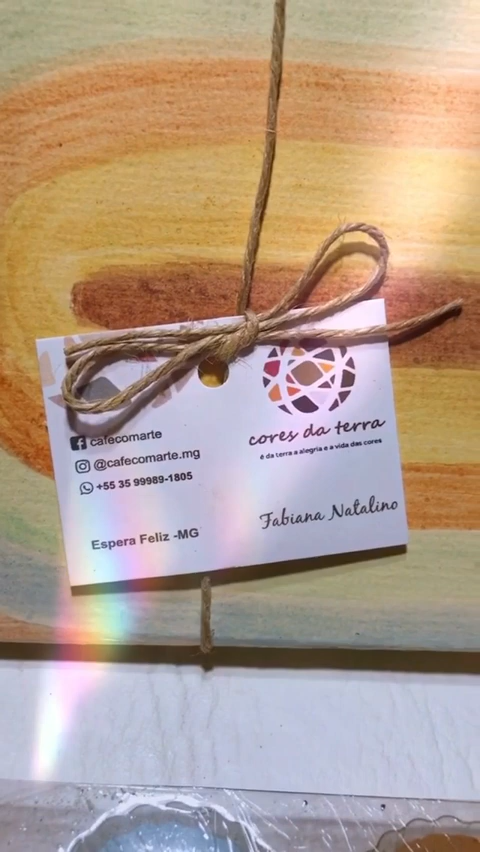 cafecomarte
@cafecomarte.mg
+55 35 99989-1805
Espera Feliz -MG
cores da terra
é da terra a alegria e a vida das cores
Fabiana Natalino